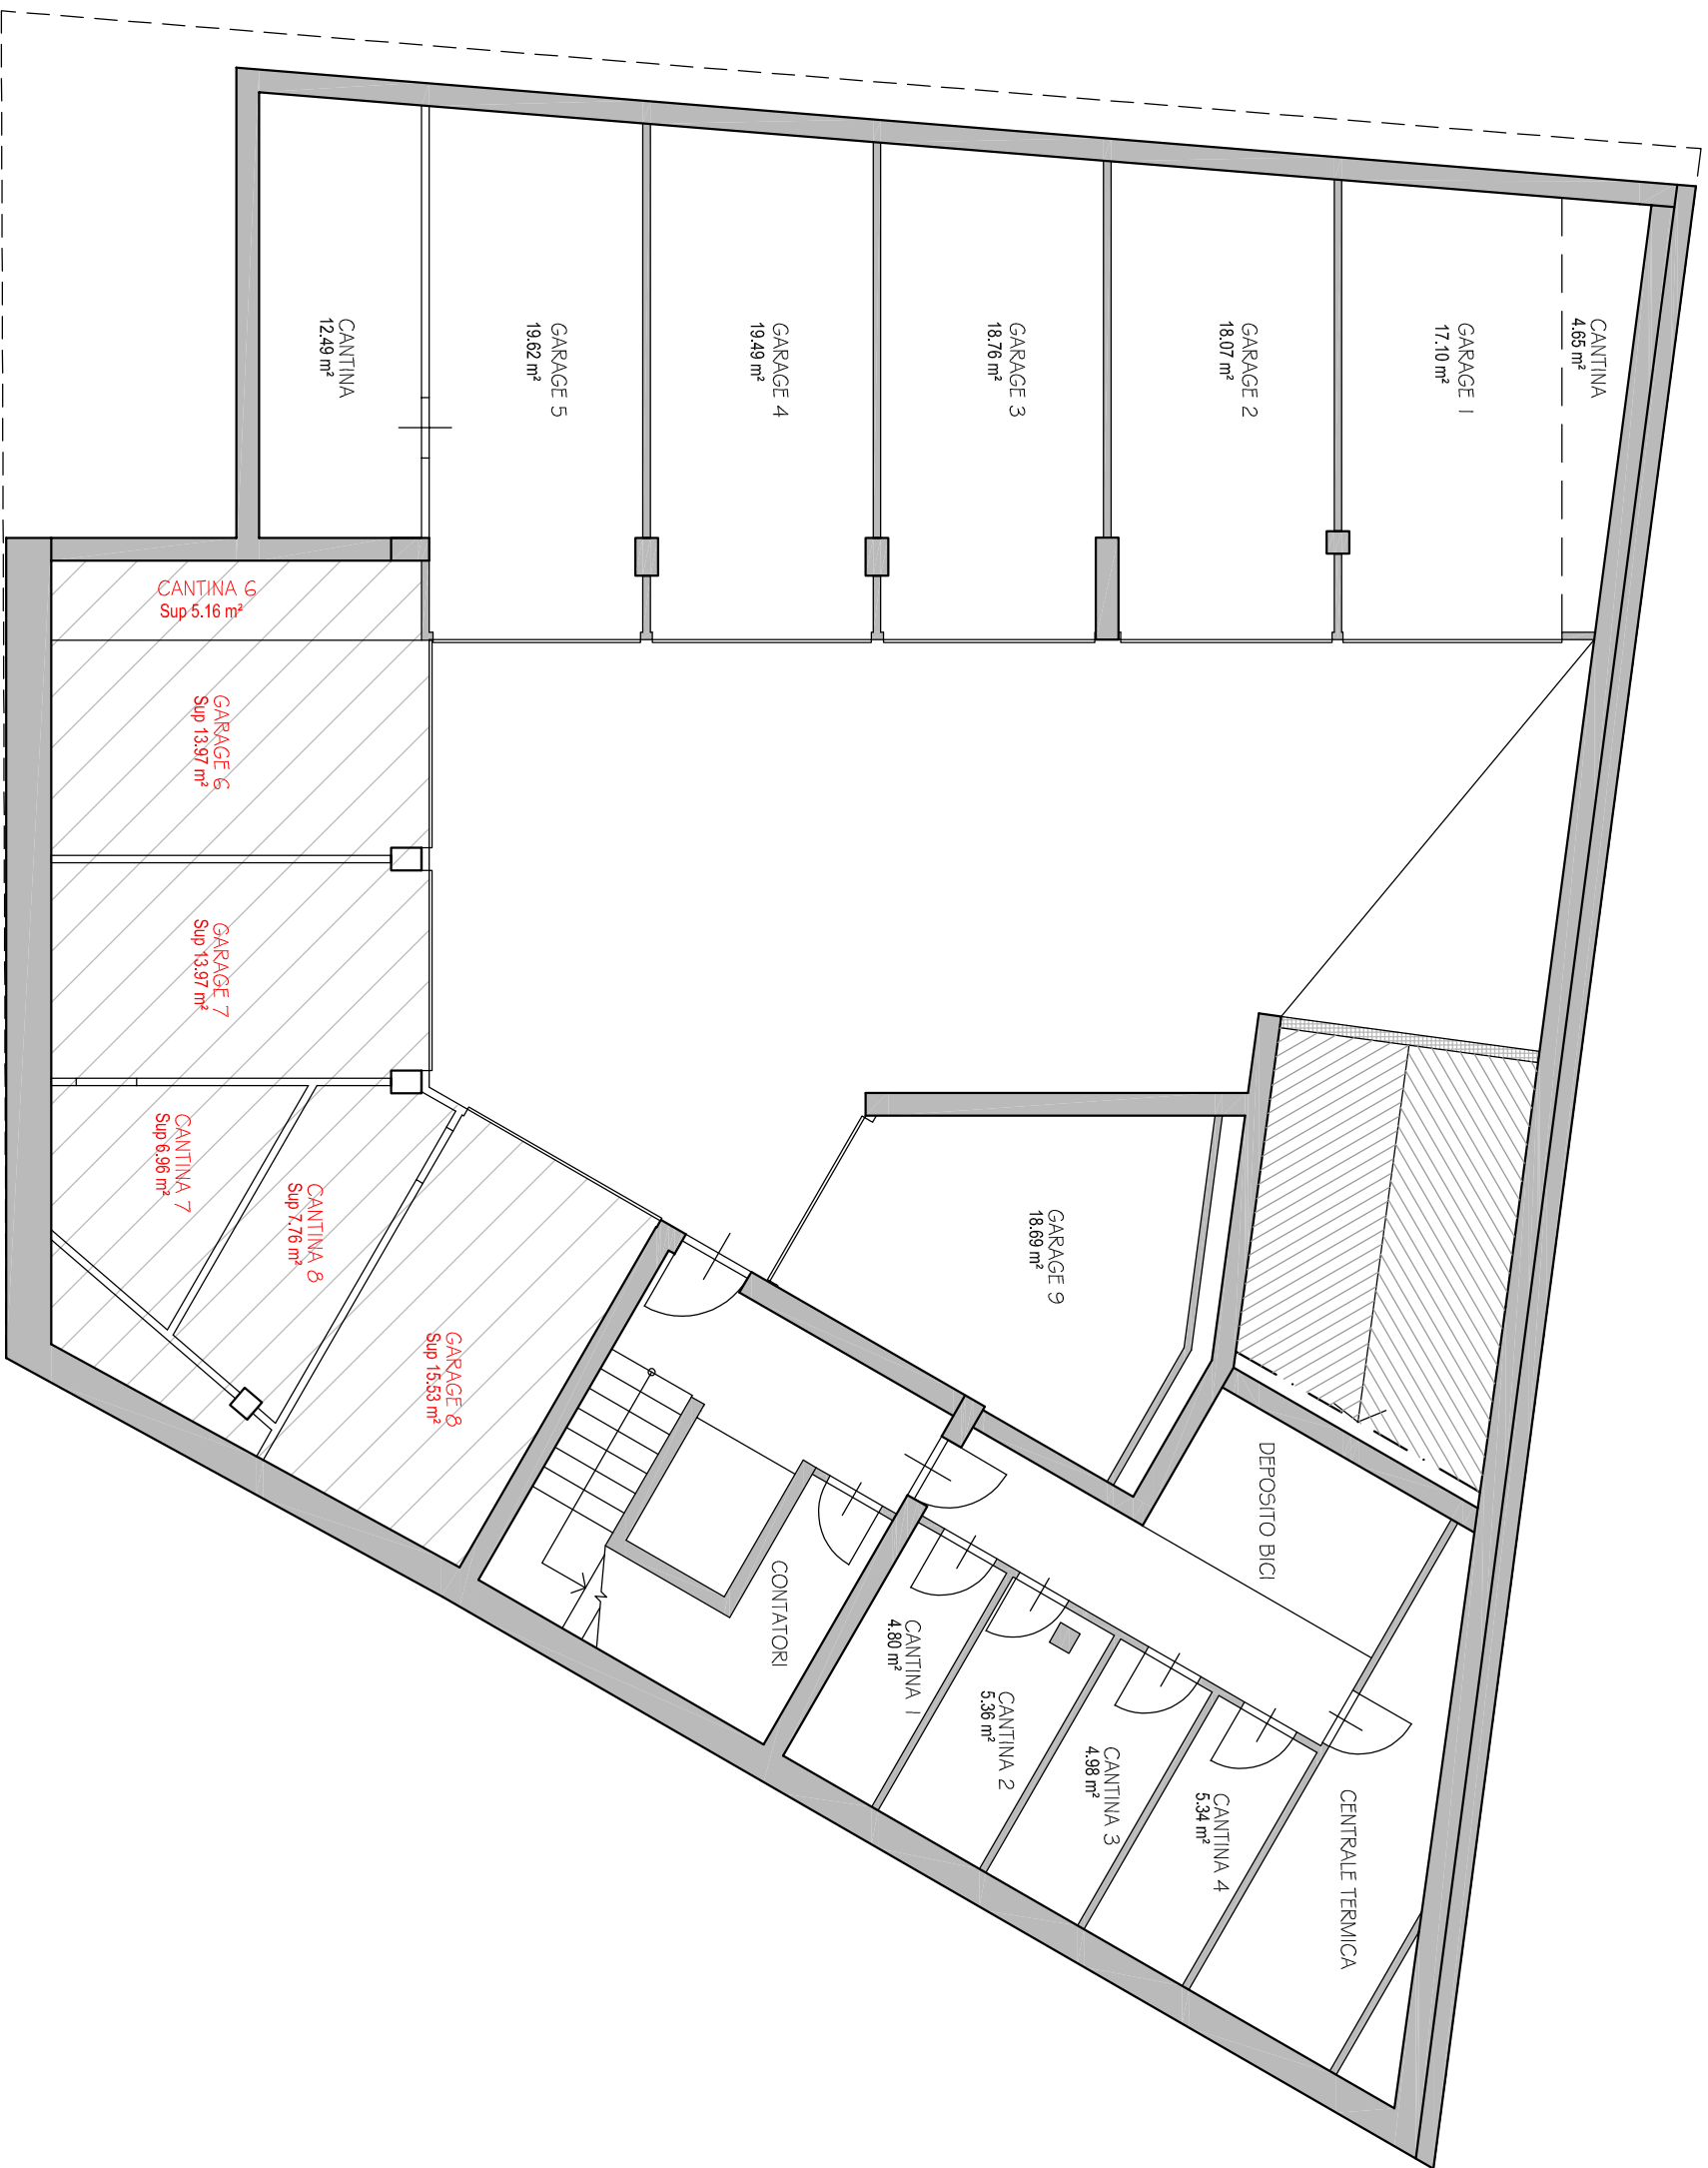 CANTINA
4.65 m²
GARAGE 1
17.10 m²
GARAGE 2
18.07 m²
GARAGE 3
18.76 m²
GARAGE 4
19.49 m²
GARAGE 5
19.62 m²
CANTINA
12.49 m²
CANTINA 6
Sup 5.16 m²
GARAGE 6
Sup 13.97 m²
GARAGE 7
Sup 13.97 m²
CANTINA 7
Sup 6.96 m²
CANTINA 8
Sup 7.76 m²
GARAGE 8
Sup 15.53 m²
GARAGE 9
18.69 m²
DEPOSITO BICI
CONTATORI
CANTINA 1
4.80 m²
CANTINA 2
5.36 m²
CANTINA 3
4.98 m²
CANTINA 4
5.34 m²
CENTRALE TERMICA